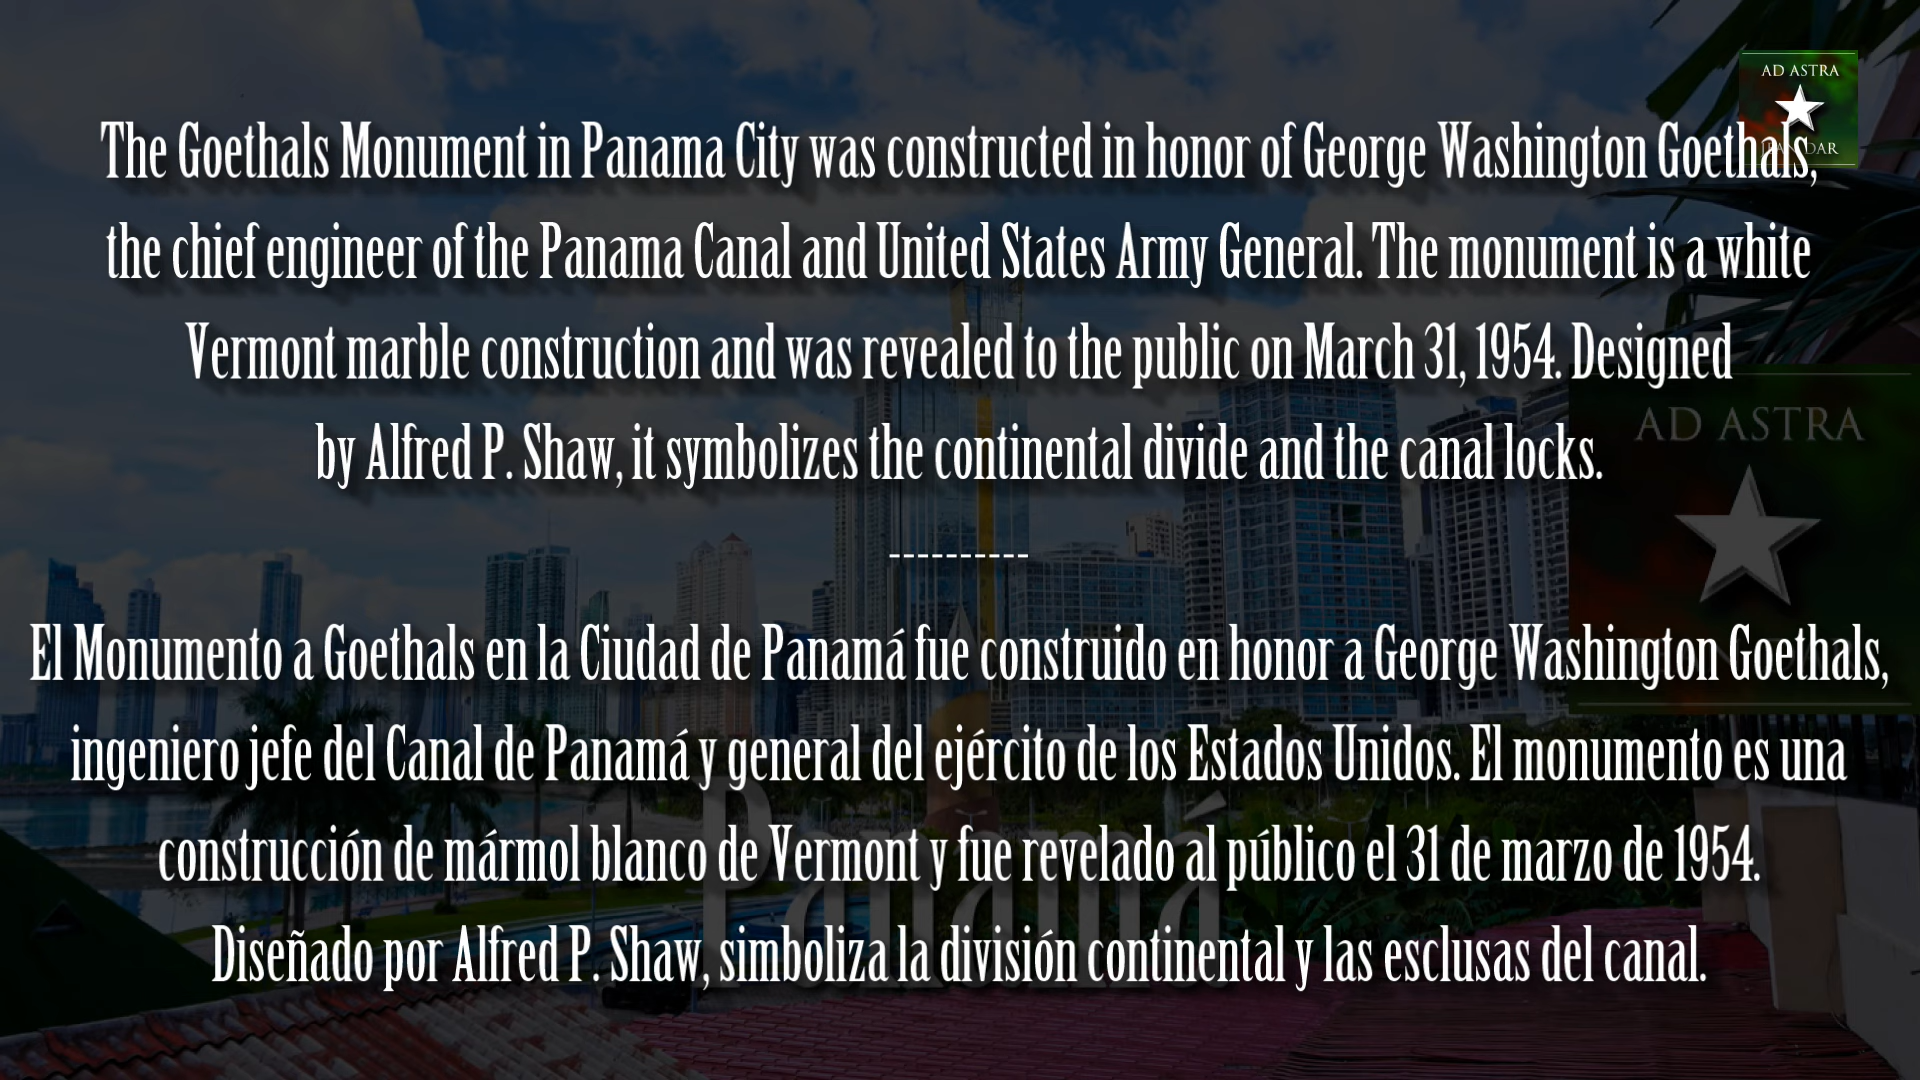 AD ASTRA
The Goethals Monument in Panama City was constructed in honor of George Washington Goethals,
the chief engineer of the Panama Canal and United States Army General. The monument is a white
Vermont marble construction and was revealed to the public on March 31, 1954. Designed
by Alfred P. Shaw, it symbolizes the continental divide and the canal locks.
AD ASTRA
----------
El Monumento a Goethals en la Ciudad de Panamá fue construido en honor a George Washington Goethals,
ingeniero jefe del Canal de Panamá y general del ejército de los Estados Unidos. El monumento es una
construcción de mármol blanco de Vermont y fue revelado al público el 31 de marzo de 1954.
Panamá
Diseñado por Alfred P. Shaw, simboliza la división continental y las esclusas del canal.